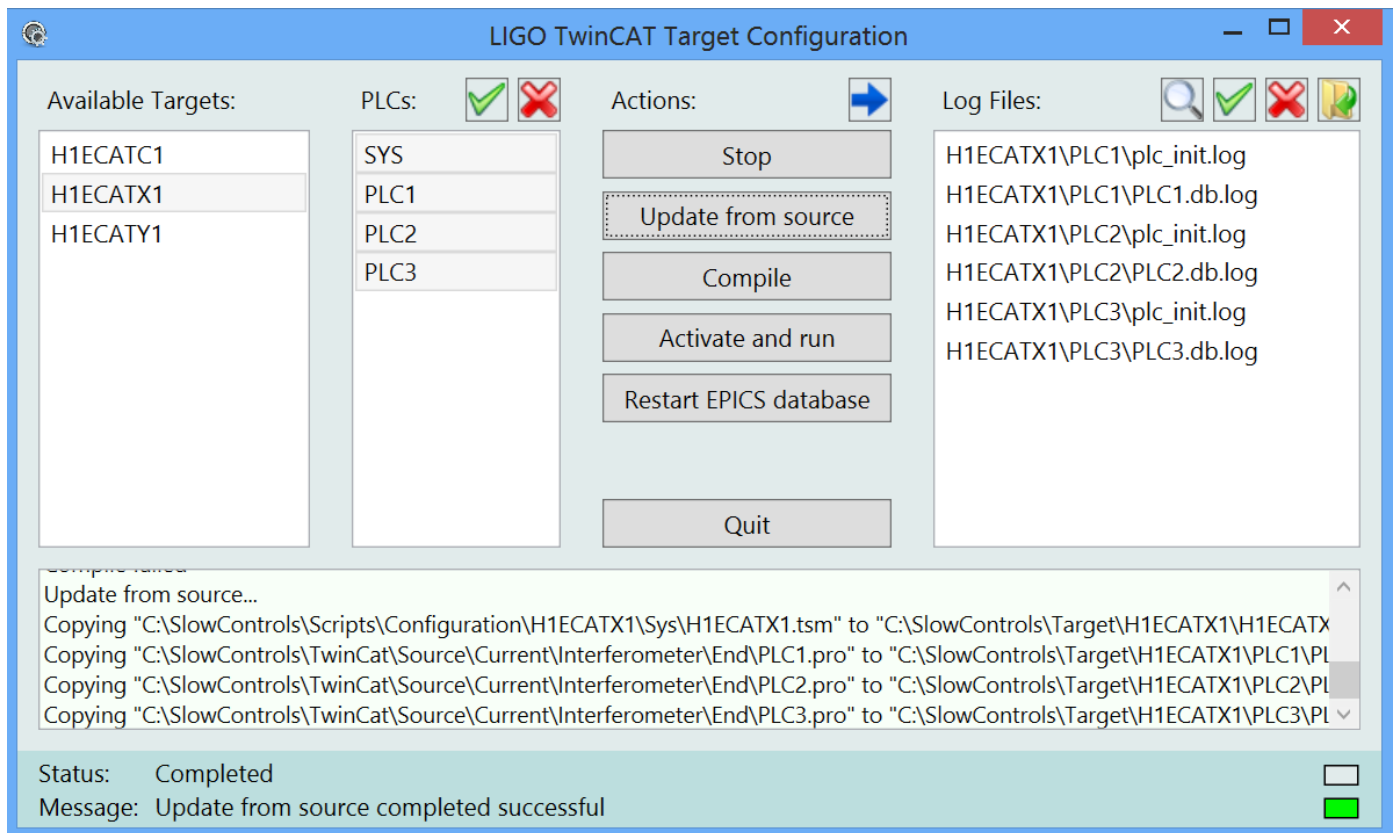 LIGO TwinCAT Target Configuration
Available Targets:
PLCs:
Actions:
Log Files:
H1ECATC1
H1ECATX1
H1ECATY1
SYS
PLC1
PLC2
PLC3
Stop
Update from source
Compile
Activate and run
Restart EPICS database
Quit
H1ECATX1\PLC1\plc_init.log
H1ECATX1\PLC1\PLC1.db.log
H1ECATX1\PLC2\plc_init.log
H1ECATX1\PLC2\PLC2.db.log
H1ECATX1\PLC3\plc_init.log
H1ECATX1\PLC3\PLC3.db.log
Compile failed
Update from source...
Copying "C:\SlowControls\Scripts\Configuration\H1ECATX1\Sys\H1ECATX1.tsm" to "C:\SlowControls\Target\H1ECATX1\H1ECATX
Copying "C:\SlowControls\TwinCat\Source\Current\Interferometer\End\PLC1.pro" to "C:\SlowControls\Target\H1ECATX1\PLC1\PL
Copying "C:\SlowControls\TwinCat\Source\Current\Interferometer\End\PLC2.pro" to "C:\SlowControls\Target\H1ECATX1\PLC2\PL
Copying "C:\SlowControls\TwinCat\Source\Current\Interferometer\End\PLC3.pro" to "C:\SlowControls\Target\H1ECATX1\PLC3\PL
Status: Completed
Message: Update from source completed successful